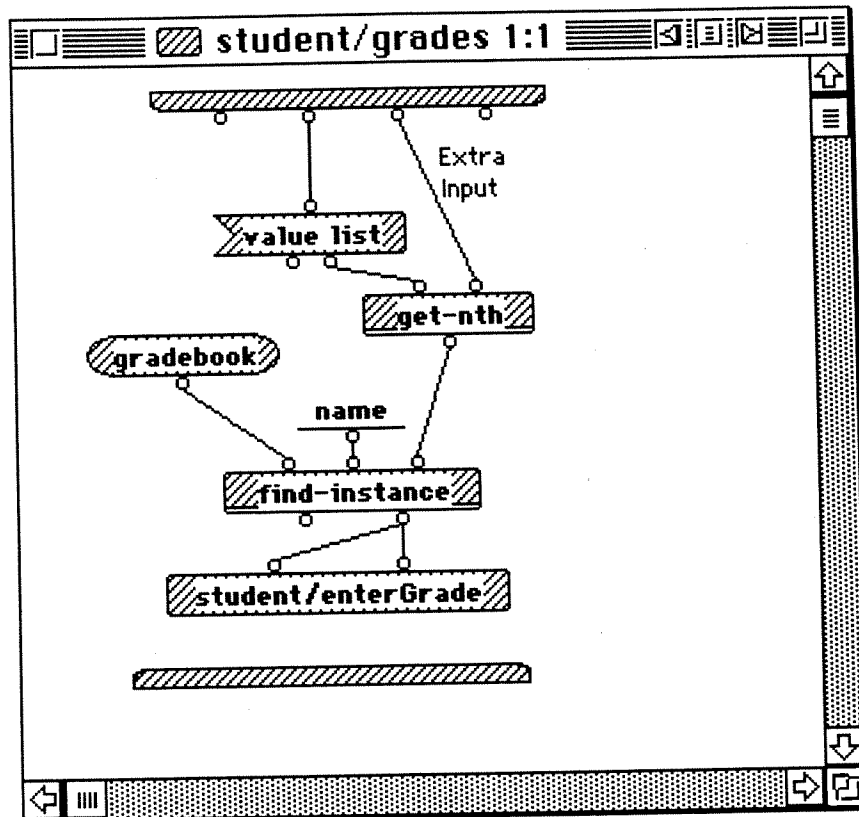 student/grades 1:1
Extra
Input
value list
get-nth
gradebook
name
find-instance
student/enterGrade